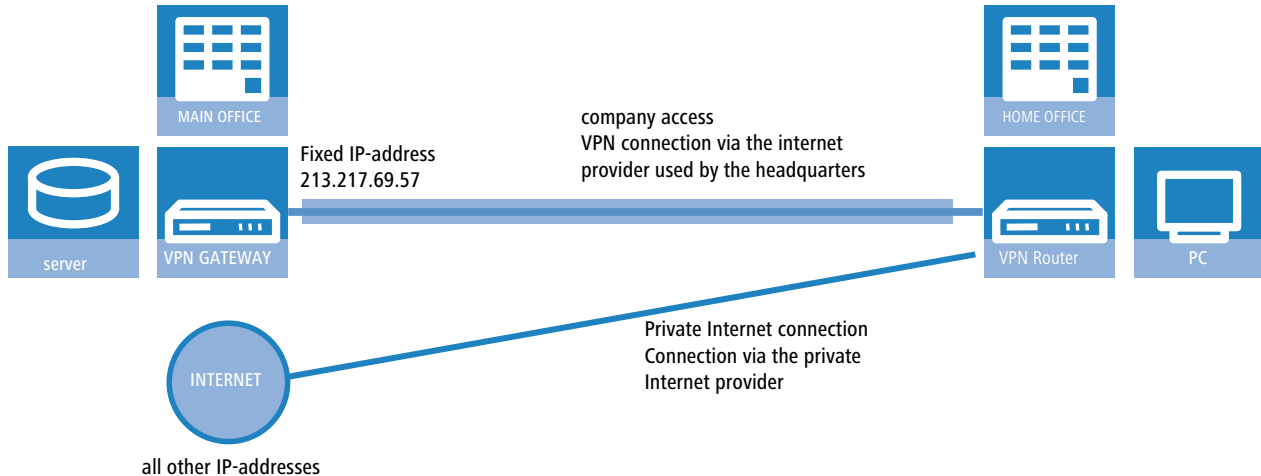 MAIN OFFICE
HOME OFFICE
company access
VPN connection via the internet
provider used by the headquarters
Fixed IP-address
213.217.69.57
server
VPN GATEWAY
VPN Router
PC
Private Internet connection
Connection via the private
Internet provider
INTERNET
all other IP-addresses